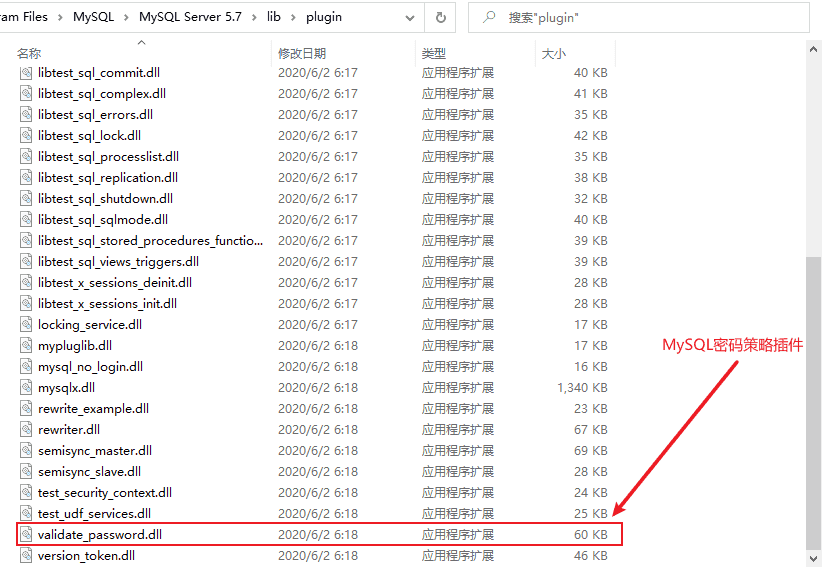 ram Files > MySQL > MySQL Server 5.7 > lib > plugin 搜索"plugin"
名称 修改日期 类型 大小
libtest_sql_commit.dll 2020/6/2 6:17 应用程序扩展 40 KB
libtest_sql_complex.dll 2020/6/2 6:17 应用程序扩展 41 KB
libtest_sql_errors.dll 2020/6/2 6:17 应用程序扩展 35 KB
libtest_sql_lock.dll 2020/6/2 6:17 应用程序扩展 42 KB
libtest_sql_processlist.dll 2020/6/2 6:17 应用程序扩展 35 KB
libtest_sql_replication.dll 2020/6/2 6:17 应用程序扩展 38 KB
libtest_sql_shutdown.dll 2020/6/2 6:17 应用程序扩展 32 KB
libtest_sql_sqlmode.dll 2020/6/2 6:17 应用程序扩展 40 KB
libtest_sql_stored_procedures_functio... 2020/6/2 6:17 应用程序扩展 39 KB
libtest_sql_views_triggers.dll 2020/6/2 6:17 应用程序扩展 39 KB
libtest_x_sessions_deinit.dll 2020/6/2 6:17 应用程序扩展 28 KB
libtest_x_sessions_init.dll 2020/6/2 6:17 应用程序扩展 28 KB
locking_service.dll 2020/6/2 6:17 应用程序扩展 17 KB
mypluglib.dll 2020/6/2 6:18 应用程序扩展 17 KB
MySQL密码策略插件
mysql_no_login.dll 2020/6/2 6:18 应用程序扩展 16 KB
mysqlx.dll 2020/6/2 6:18 应用程序扩展 1,340 KB
rewrite_example.dll 2020/6/2 6:18 应用程序扩展 23 KB
rewriter.dll 2020/6/2 6:18 应用程序扩展 67 KB
semisync_master.dll 2020/6/2 6:18 应用程序扩展 69 KB
semisync_slave.dll 2020/6/2 6:18 应用程序扩展 28 KB
test_security_context.dll 2020/6/2 6:18 应用程序扩展 24 KB
test_udf_services.dll 2020/6/2 6:18 应用程序扩展 25 KB
validate_password.dll 2020/6/2 6:18 应用程序扩展 60 KB
version_token.dll 2020/6/2 6:18 应用程序扩展 46 KB